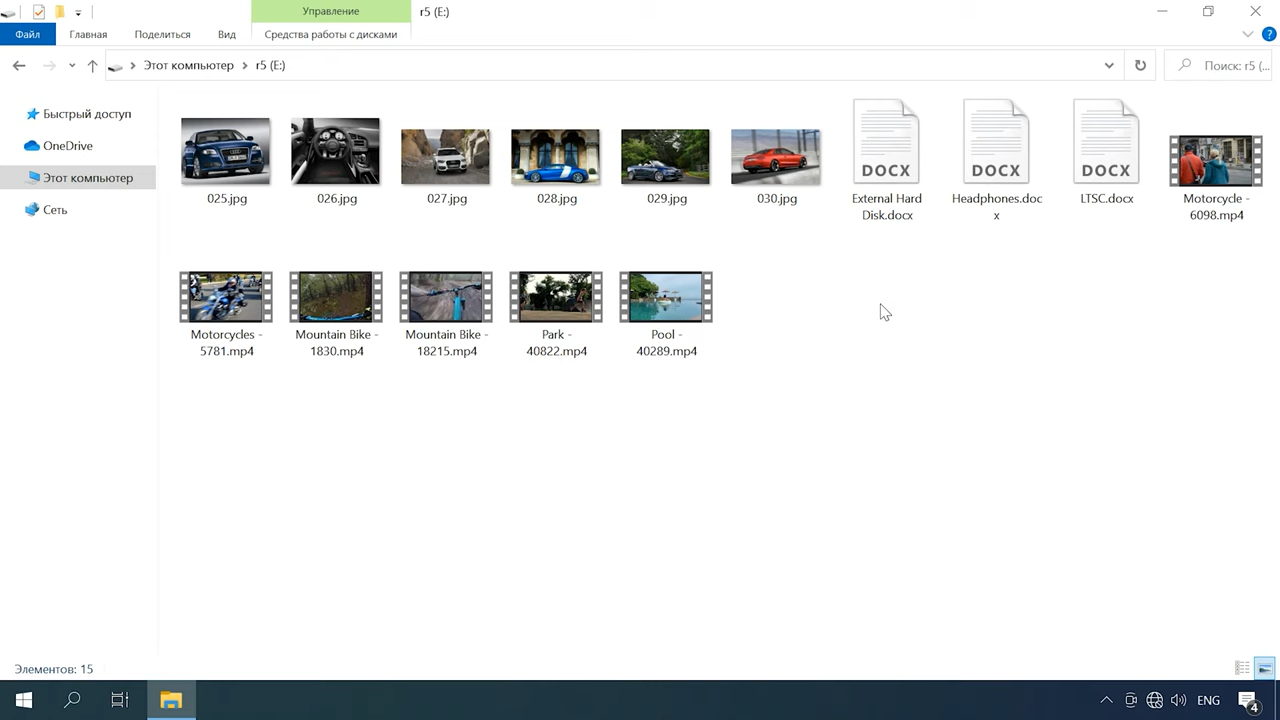 Управление
r5 (E:)
Файл
Главная
Поделиться
Вид
Средства работы с дисками
Этот компьютер
r5 (E:)
Поиск: r5 (...
Быстрый доступ
OneDrive
Этот компьютер
Сеть
DOCX
DOCX
DOCX
025.jpg
026.jpg
027.jpg
028.jpg
029.jpg
030.jpg
External Hard
Disk.docx
Headphones.doc
x
LTSC.docx
Motorcycle -
6098.mp4
Motorcycles -
5781.mp4
Mountain Bike -
1830.mp4
Mountain Bike -
18215.mp4
Park -
40822.mp4
Pool -
40289.mp4
Элементов: 15
ENG
4